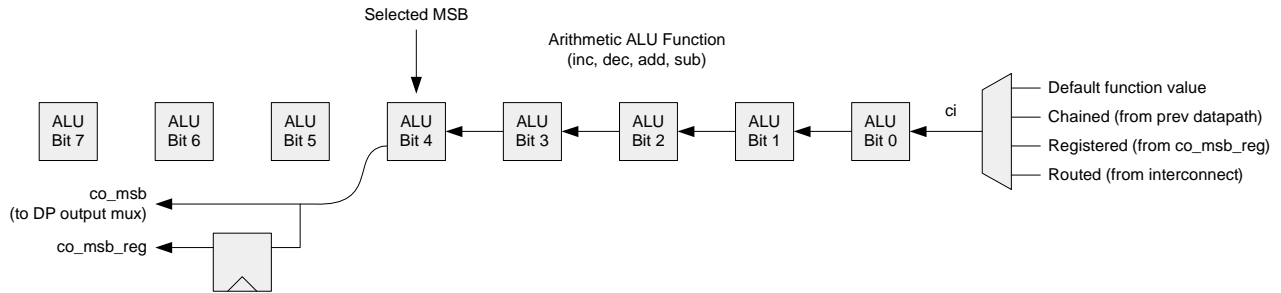 Selected MSB
Arithmetic ALU Function
(inc, dec, add, sub)
ALU
Bit 7
ALU
Bit 6
ALU
Bit 5
ALU
Bit 4
ALU
Bit 3
ALU
Bit 2
ALU
Bit 1
ALU
Bit 0
ci
Default function value
Chained (from prev datapath)
Registered (from co_msb_reg)
Routed (from interconnect)
co_msb
(to DP output mux)
co_msb_reg